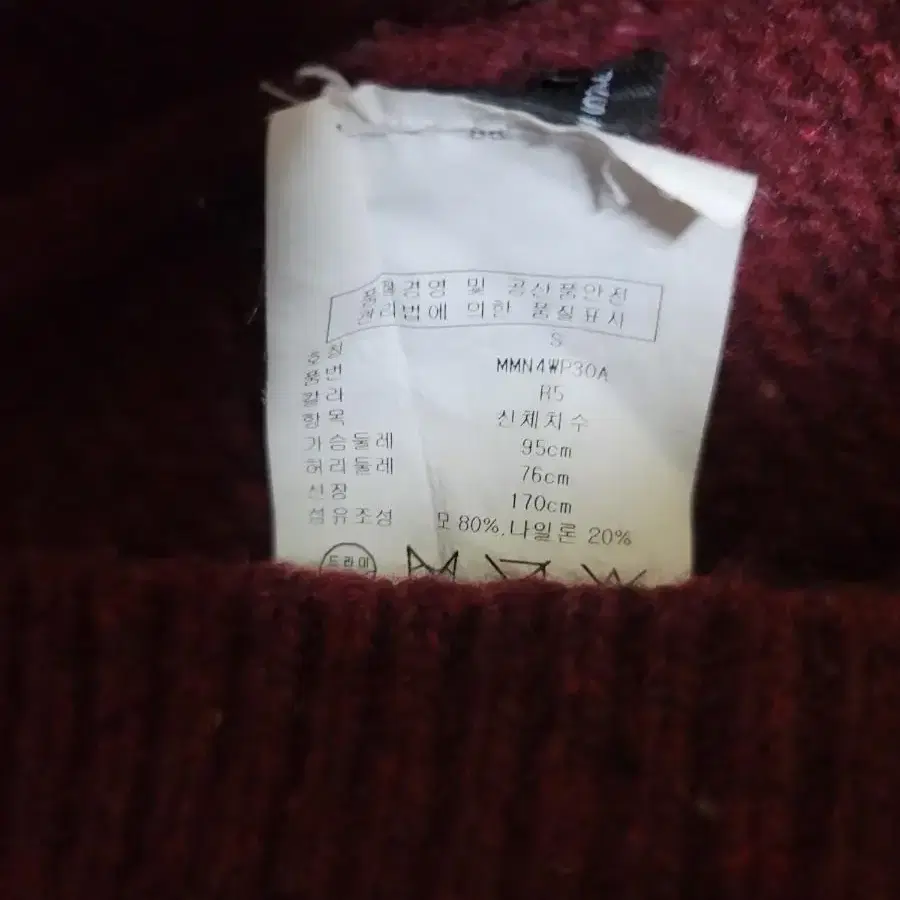 품질경영 및 공산품안전
관리법에 의한 품질표시
S
품번 MMN4WP30A
칼라 R5
항목 신체치수
가슴둘레 95cm
허리둘레 76cm
신장 170cm
섬유조성 모 80%, 나일론 20%
드라이